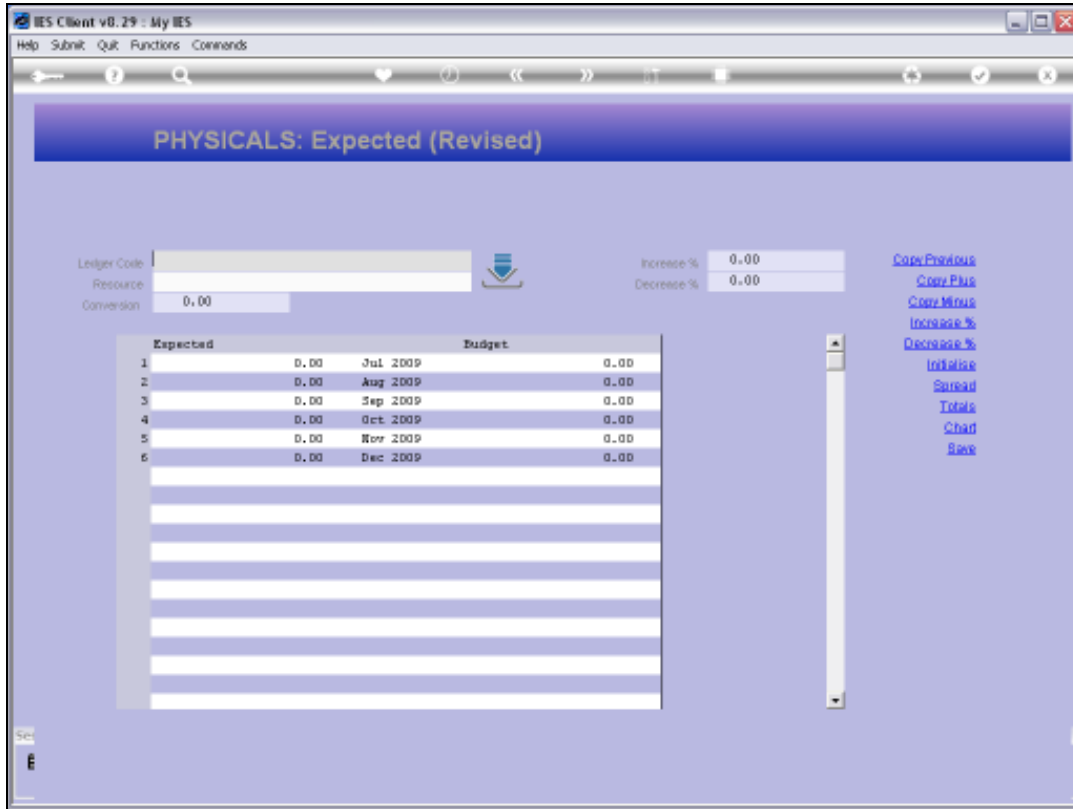 IES Client v8.29 : My IES
Help Submit Quit Functions Commands
PHYSICALS: Expected (Revised)
Ledger Code Increase % 0.00 Copy Previous
Resource Decrease % 0.00 Copy Plus
Conversion 0.00 Copy Minus
Increase %
Expected Budget Decrease %
1 0.00 Jul 2009 0.00 Initialise
2 0.00 Aug 2009 0.00 Spread
3 0.00 Sep 2009 0.00 Totals
4 0.00 Oct 2009 0.00 Chart
5 0.00 Nov 2009 0.00 Save
6 0.00 Dec 2009 0.00